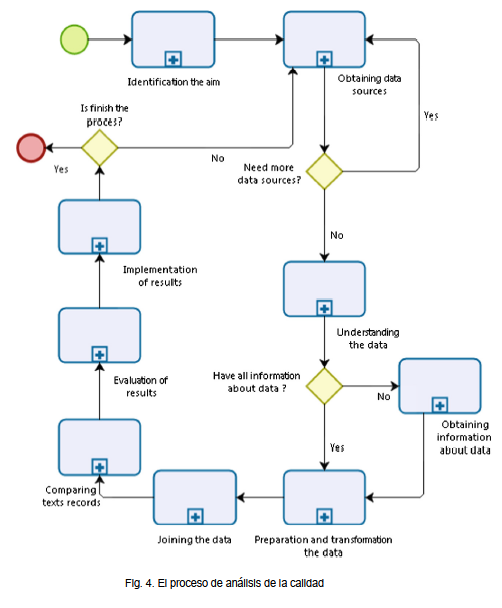 Identification the aim
Obtaining data
sources
Is finish the
proces?
Yes
No
Yes
Need more
data sources?
No
Implementation
of results
Understanding
the data
Have all information
about data ?
No
Evaluation of
results
Obtaining
information
about data
Yes
Comparing
texts records
Joining the data
Preparation and transformation
the data
Fig. 4. El proceso de análisis de la calidad